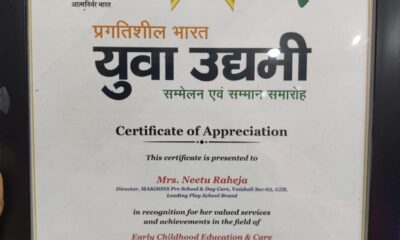 आत्मनिर्भर भारत
प्रगतिशील भारत
युवा उद्यमी
सम्मेलन एवं सम्मान समारोह
Certificate of Appreciation
This certificate is presented to
Mrs. Neetu Raheja
Director, MAKOONS Pre School & Day Care, Vaishali Sec-02, GZB.
Leading Play School Brand
in recognition for her valued services
and achievements in the field of
Early Childhood Education & Care